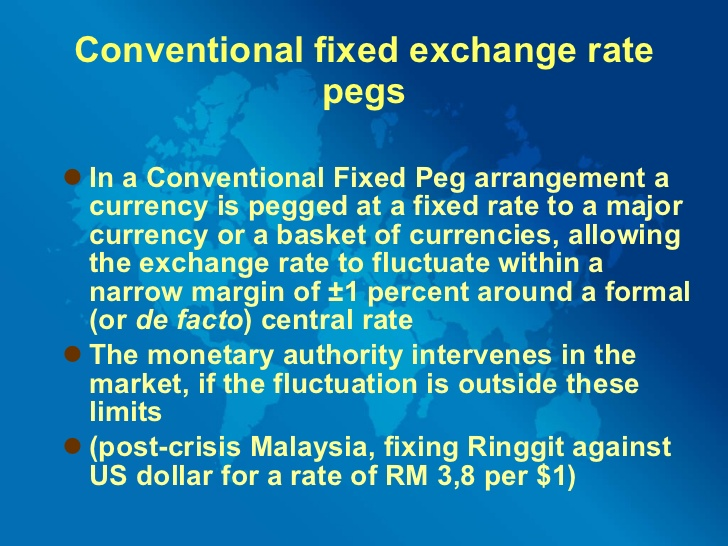 Conventional fixed exchange rate
pegs
In a Conventional Fixed Peg arrangement a
currency is pegged at a fixed rate to a major
currency or a basket of currencies, allowing
the exchange rate to fluctuate within a
narrow margin of ±1 percent around a formal
(or de facto) central rate
The monetary authority intervenes in the
market, if the fluctuation is outside these
limits
(post-crisis Malaysia, fixing Ringgit against
US dollar for a rate of RM 3,8 per $1)